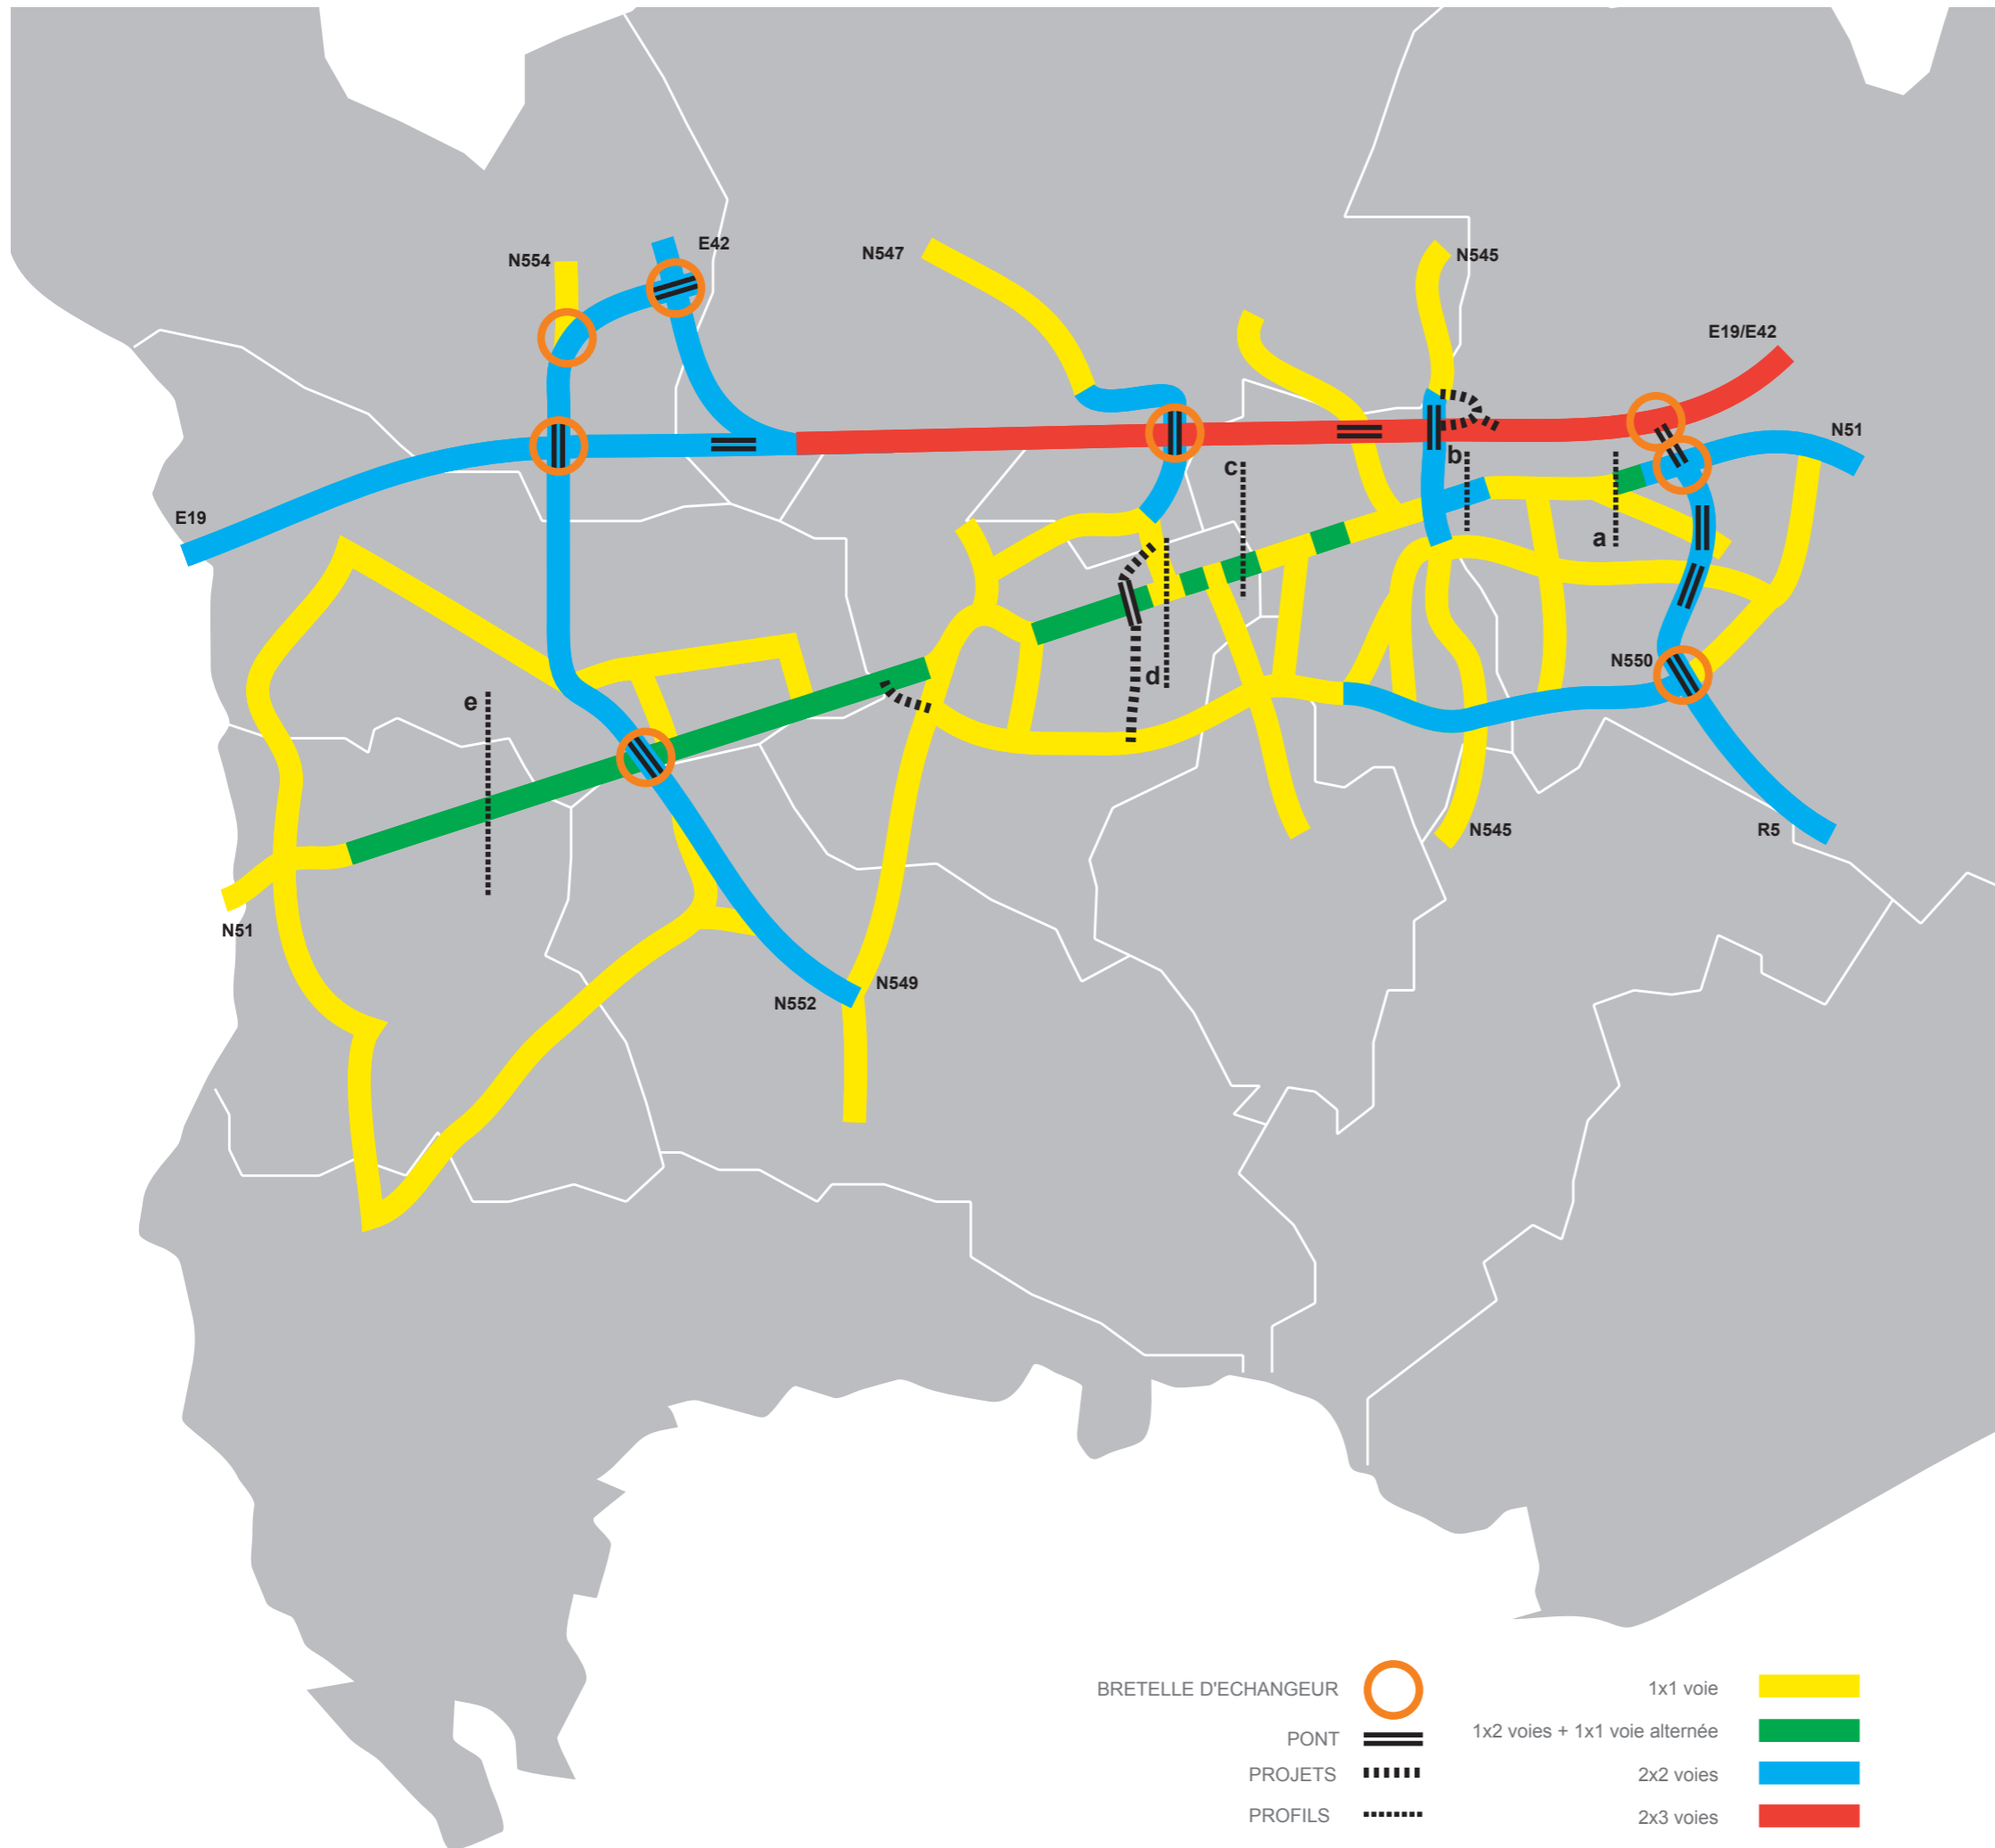 E42
N554
N547
N545
E19/E42
N51
b
c
E19
a
N550
d
e
R5
N545
N51
N549
N552
BRETELLE D'ECHANGEUR
1x1 voie
PONT
1x2 voies + 1x1 voie alternée
PROJETS
2x2 voies
PROFILS
2x3 voies